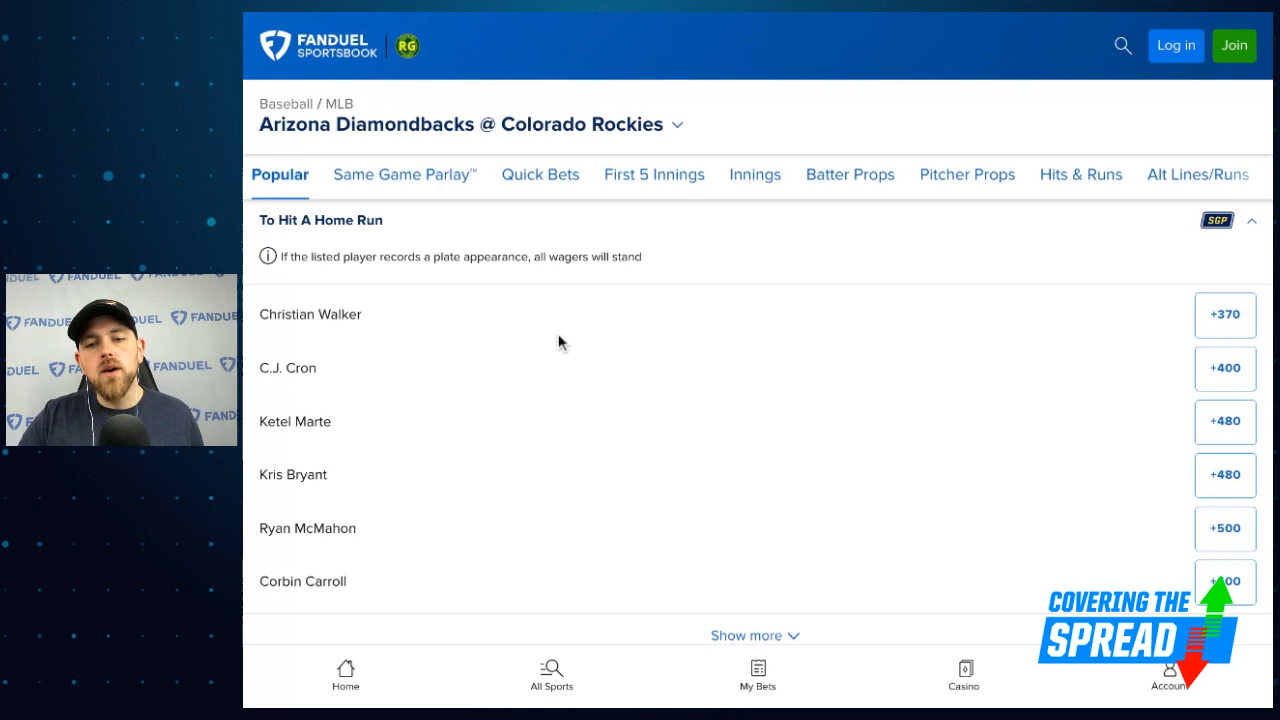 FANDUEL
SPORTSBOOK
RG
Log in
Join
Baseball / MLB
Arizona Diamondbacks @ Colorado Rockies
Popular
Same Game Parlay™
Quick Bets
First 5 Innings
Innings
Batter Props
Pitcher Props
Hits & Runs
Alt Lines/Runs
To Hit A Home Run
SGP
If the listed player records a plate appearance, all wagers will stand
Christian Walker
+370
C.J. Cron
+400
Ketel Marte
+480
Kris Bryant
+480
Ryan McMahon
+500
Corbin Carroll
Show more
COVERING THE
SPREAD
Home
All Sports
My Bets
Casino
Account
FANDUEL
FANDUEL